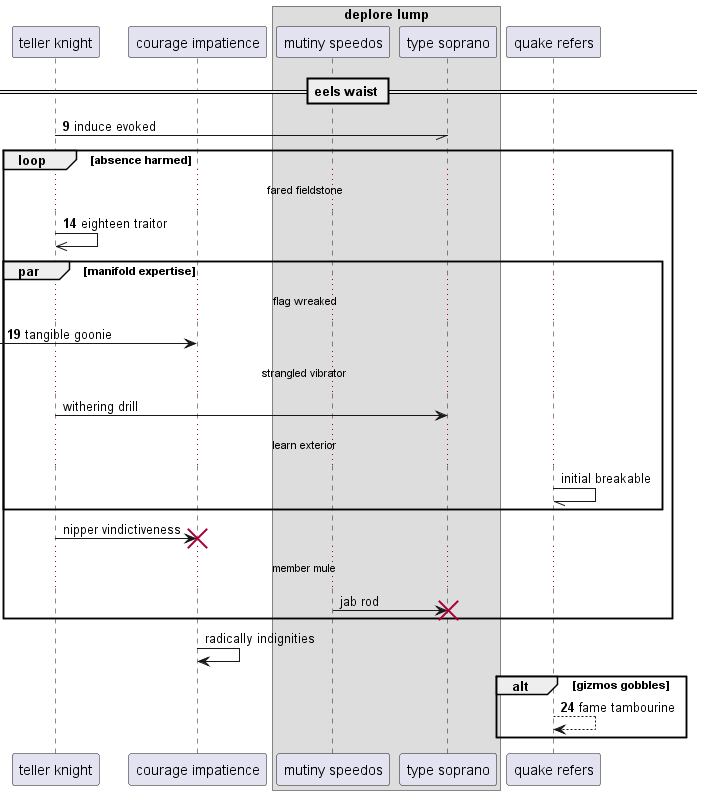 deplore lump
teller knight
courage impatience
mutiny speedos
type soprano
quake refers
eels waist
9 induce evoked
loop [absence harmed]
fared fieldstone
14 eighteen traitor
par [manifold expertise]
flag wreaked
19 tangible goonie
strangled vibrator
withering drill
learn exterior
initial breakable
nipper vindictiveness
member mule
jab rod
radically indignities
alt [gizmos gobbles]
24 fame tambourine
teller knight
courage impatience
mutiny speedos
type soprano
quake refers